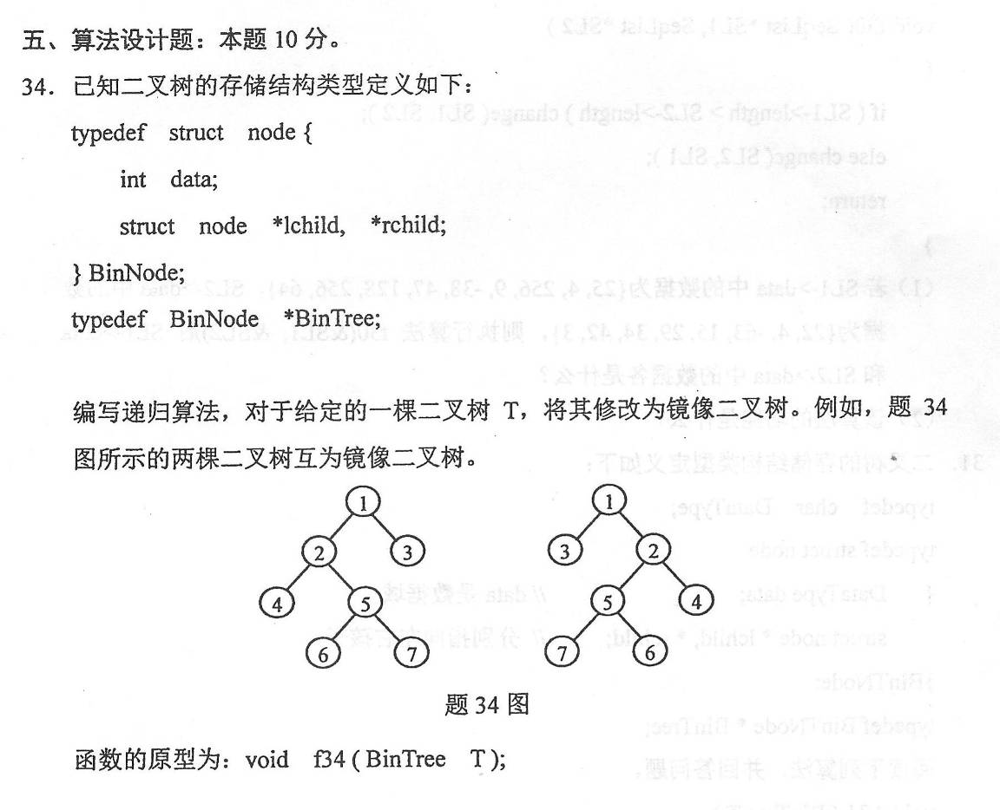 五、算法设计题：本题 10 分。
34. 已知二叉树的存储结构类型定义如下：
typedef struct node {
int data;
struct node *lchild, *rchild;
} BinNode;
typedef BinNode *BinTree;
编写递归算法，对于给定的一棵二叉树 T，将其修改为镜像二叉树。例如，题 34
图所示的两棵二叉树互为镜像二叉树。
1 1
2 3 3 2
4 5 5 4
6 7 7 6
题 34 图
函数的原型为：void f34 ( BinTree T );